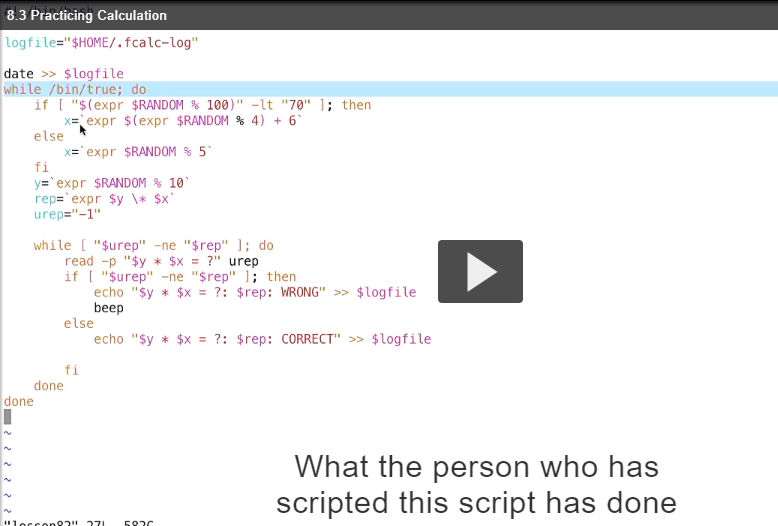 8.3 Practicing Calculation
logfile="$HOME/.fcalc-log"
date >> $logfile
while /bin/true; do
if [ "$(expr $RANDOM % 100)" -lt "70" ]; then
x=`expr $(expr $RANDOM % 4) + 6`
else
x=`expr $RANDOM % 5`
fi
y=`expr $RANDOM % 10`
rep=`expr $y \* $x`
urep="-1"
while [ "$urep" -ne "$rep" ]; do
read -p "$y * $x = ?" urep
if [ "$urep" -ne "$rep" ]; then
echo "$y * $x = ?: $rep: WRONG" >> $logfile
beep
else
echo "$y * $x = ?: $rep: CORRECT" >> $logfile
fi
done
done
~
~
~
~
~
~
What the person who has
scripted this script has done
"lesson82" 27L, 582C